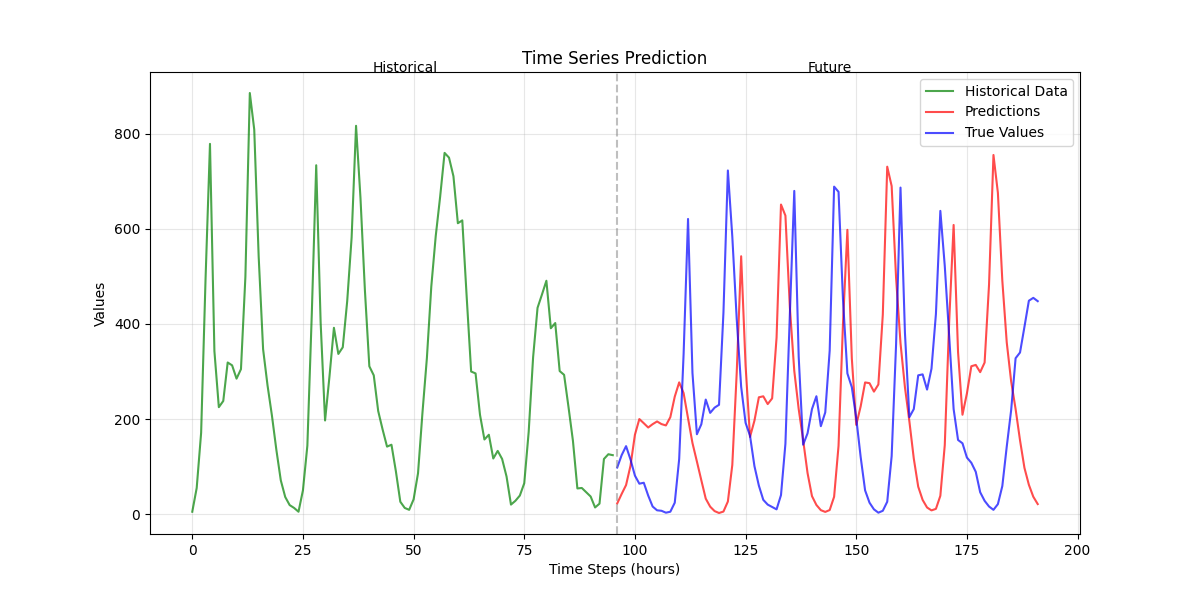 Time Series Prediction
Historical
Future
Historical Data
Predictions
True Values
Values
800
600
400
200
0
0
25
50
75
100
125
150
175
200
Time Steps (hours)